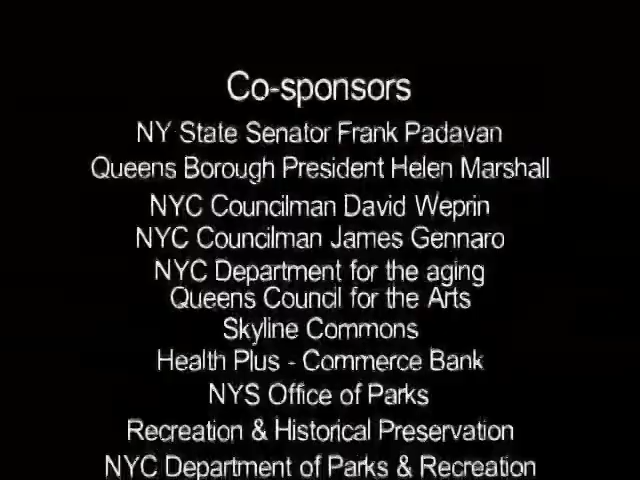 Co-sponsors
NY State Senator Frank Padavan
Queens Borough President Helen Marshall
NYC Councilman David Weprin
NYC Councilman James Gennaro
NYC Department for the aging
Queens Council for the Arts
Skyline Commons
Health Plus - Commerce Bank
NYS Office of Parks
Recreation & Historical Preservation
NYC Department of Parks & Recreation